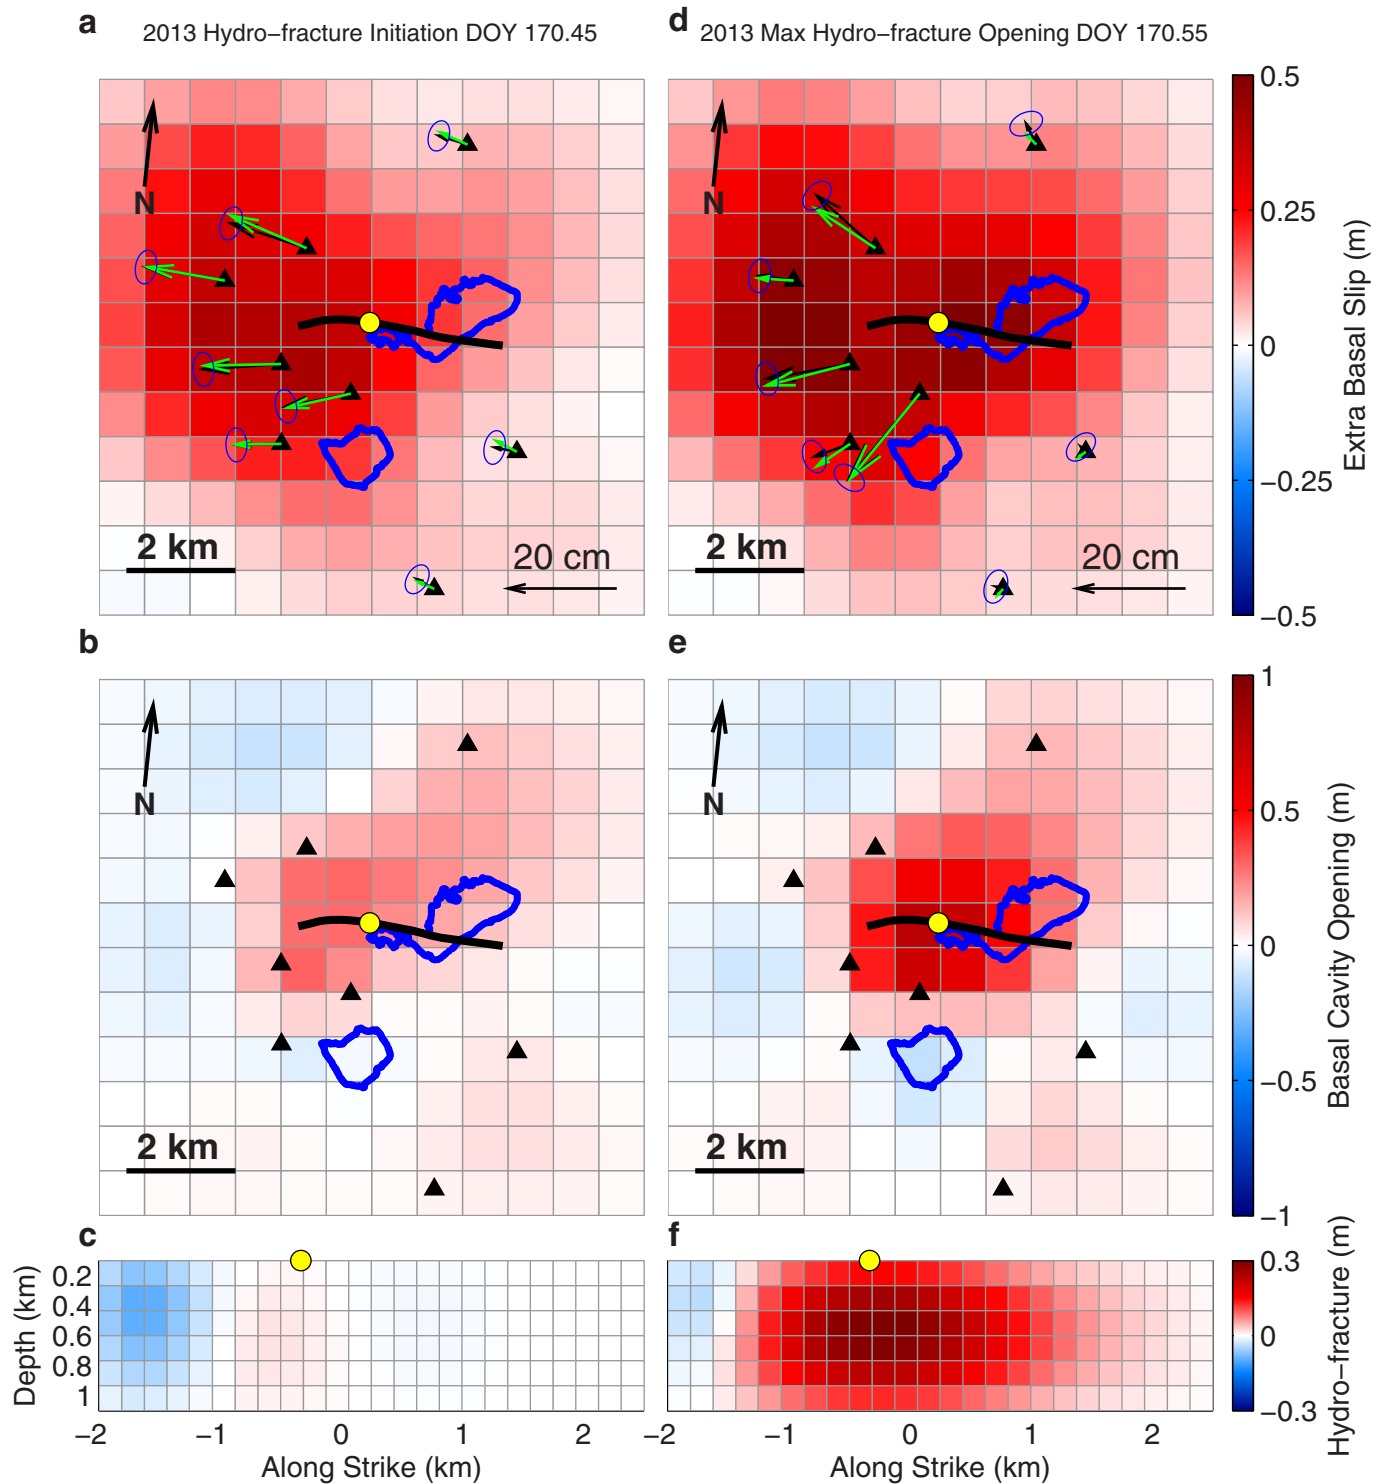 a
2013 Hydro−fracture Initiation DOY 170.45
N
2 km
20 cm
d
2013 Max Hydro−fracture Opening DOY 170.55
N
2 km
20 cm
0.5
0.25
0
−0.25
−0.5
Extra Basal Slip (m)
b
N
2 km
e
N
2 km
1
0.5
0
−0.5
−1
Basal Cavity Opening (m)
c
0.2
0.4
0.6
0.8
1
Depth (km)
−2
−1
0
1
2
Along Strike (km)
f
−2
−1
0
1
2
Along Strike (km)
0.3
0
−0.3
Hydro−fracture (m)